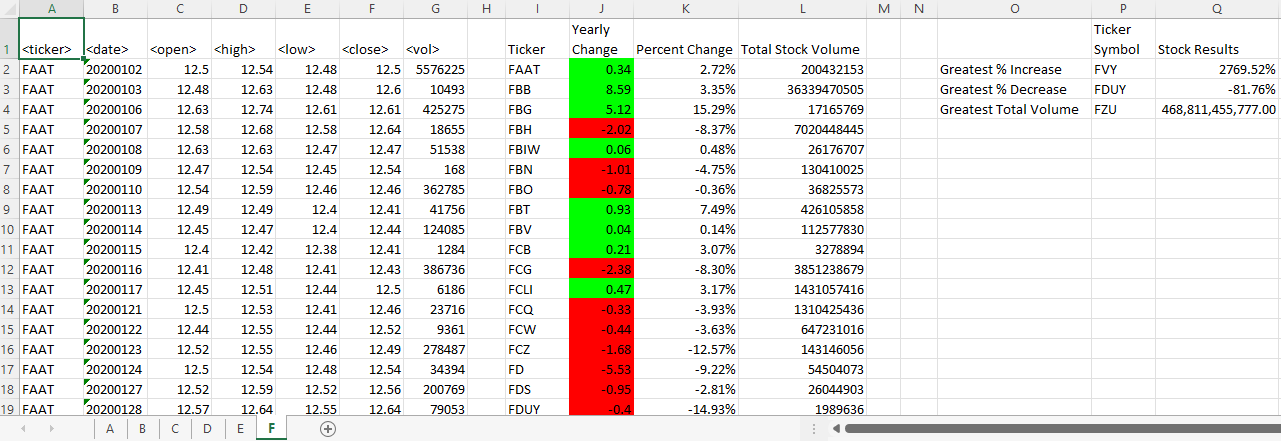 A B C D E F G H I J K L M N O P Q
Yearly Ticker
1 <ticker> <date> <open> <high> <low> <close> <vol> Ticker Change Percent Change Total Stock Volume Symbol Stock Results
2 FAAT 20200102 12.5 12.54 12.48 12.5 5576225 FAAT 0.34 2.72% 200432153 Greatest % Increase FVY 2769.52%
3 FAAT 20200103 12.48 12.63 12.48 12.6 10493 FBB 8.59 3.35% 36339470505 Greatest % Decrease FDUY -81.76%
4 FAAT 20200106 12.63 12.74 12.61 12.61 425275 FBG 5.12 15.29% 17165769 Greatest Total Volume FZU 468,811,455,777.00
5 FAAT 20200107 12.58 12.68 12.58 12.64 18655 FBH -2.02 -8.37% 7020448445
6 FAAT 20200108 12.63 12.63 12.47 12.47 51538 FBIW 0.06 0.48% 26176707
7 FAAT 20200109 12.47 12.54 12.45 12.54 168 FBN -1.01 -4.75% 130410025
8 FAAT 20200110 12.54 12.59 12.46 12.46 362785 FBO -0.78 -0.36% 36825573
9 FAAT 20200113 12.49 12.49 12.4 12.41 41756 FBT 0.93 7.49% 426105858
10 FAAT 20200114 12.45 12.47 12.4 12.44 124085 FBV 0.04 0.14% 112577830
11 FAAT 20200115 12.4 12.42 12.38 12.41 1284 FCB 0.21 3.07% 3278894
12 FAAT 20200116 12.41 12.48 12.41 12.43 386736 FCG -2.38 -8.30% 3851238679
13 FAAT 20200117 12.45 12.51 12.44 12.5 6186 FCLI 0.47 3.17% 1431057416
14 FAAT 20200121 12.5 12.53 12.41 12.46 23716 FCQ -0.33 -3.93% 1310425436
15 FAAT 20200122 12.44 12.55 12.44 12.52 9361 FCW -0.44 -3.63% 647231016
16 FAAT 20200123 12.52 12.55 12.46 12.49 278487 FCZ -1.68 -12.57% 143146056
17 FAAT 20200124 12.5 12.54 12.48 12.54 34394 FD -5.53 -9.22% 54504073
18 FAAT 20200127 12.52 12.59 12.52 12.56 200769 FDS -0.95 -2.81% 26044903
19 FAAT 20200128 12.57 12.64 12.55 12.64 79053 FDUY -0.4 -14.93% 1989636
A B C D E F